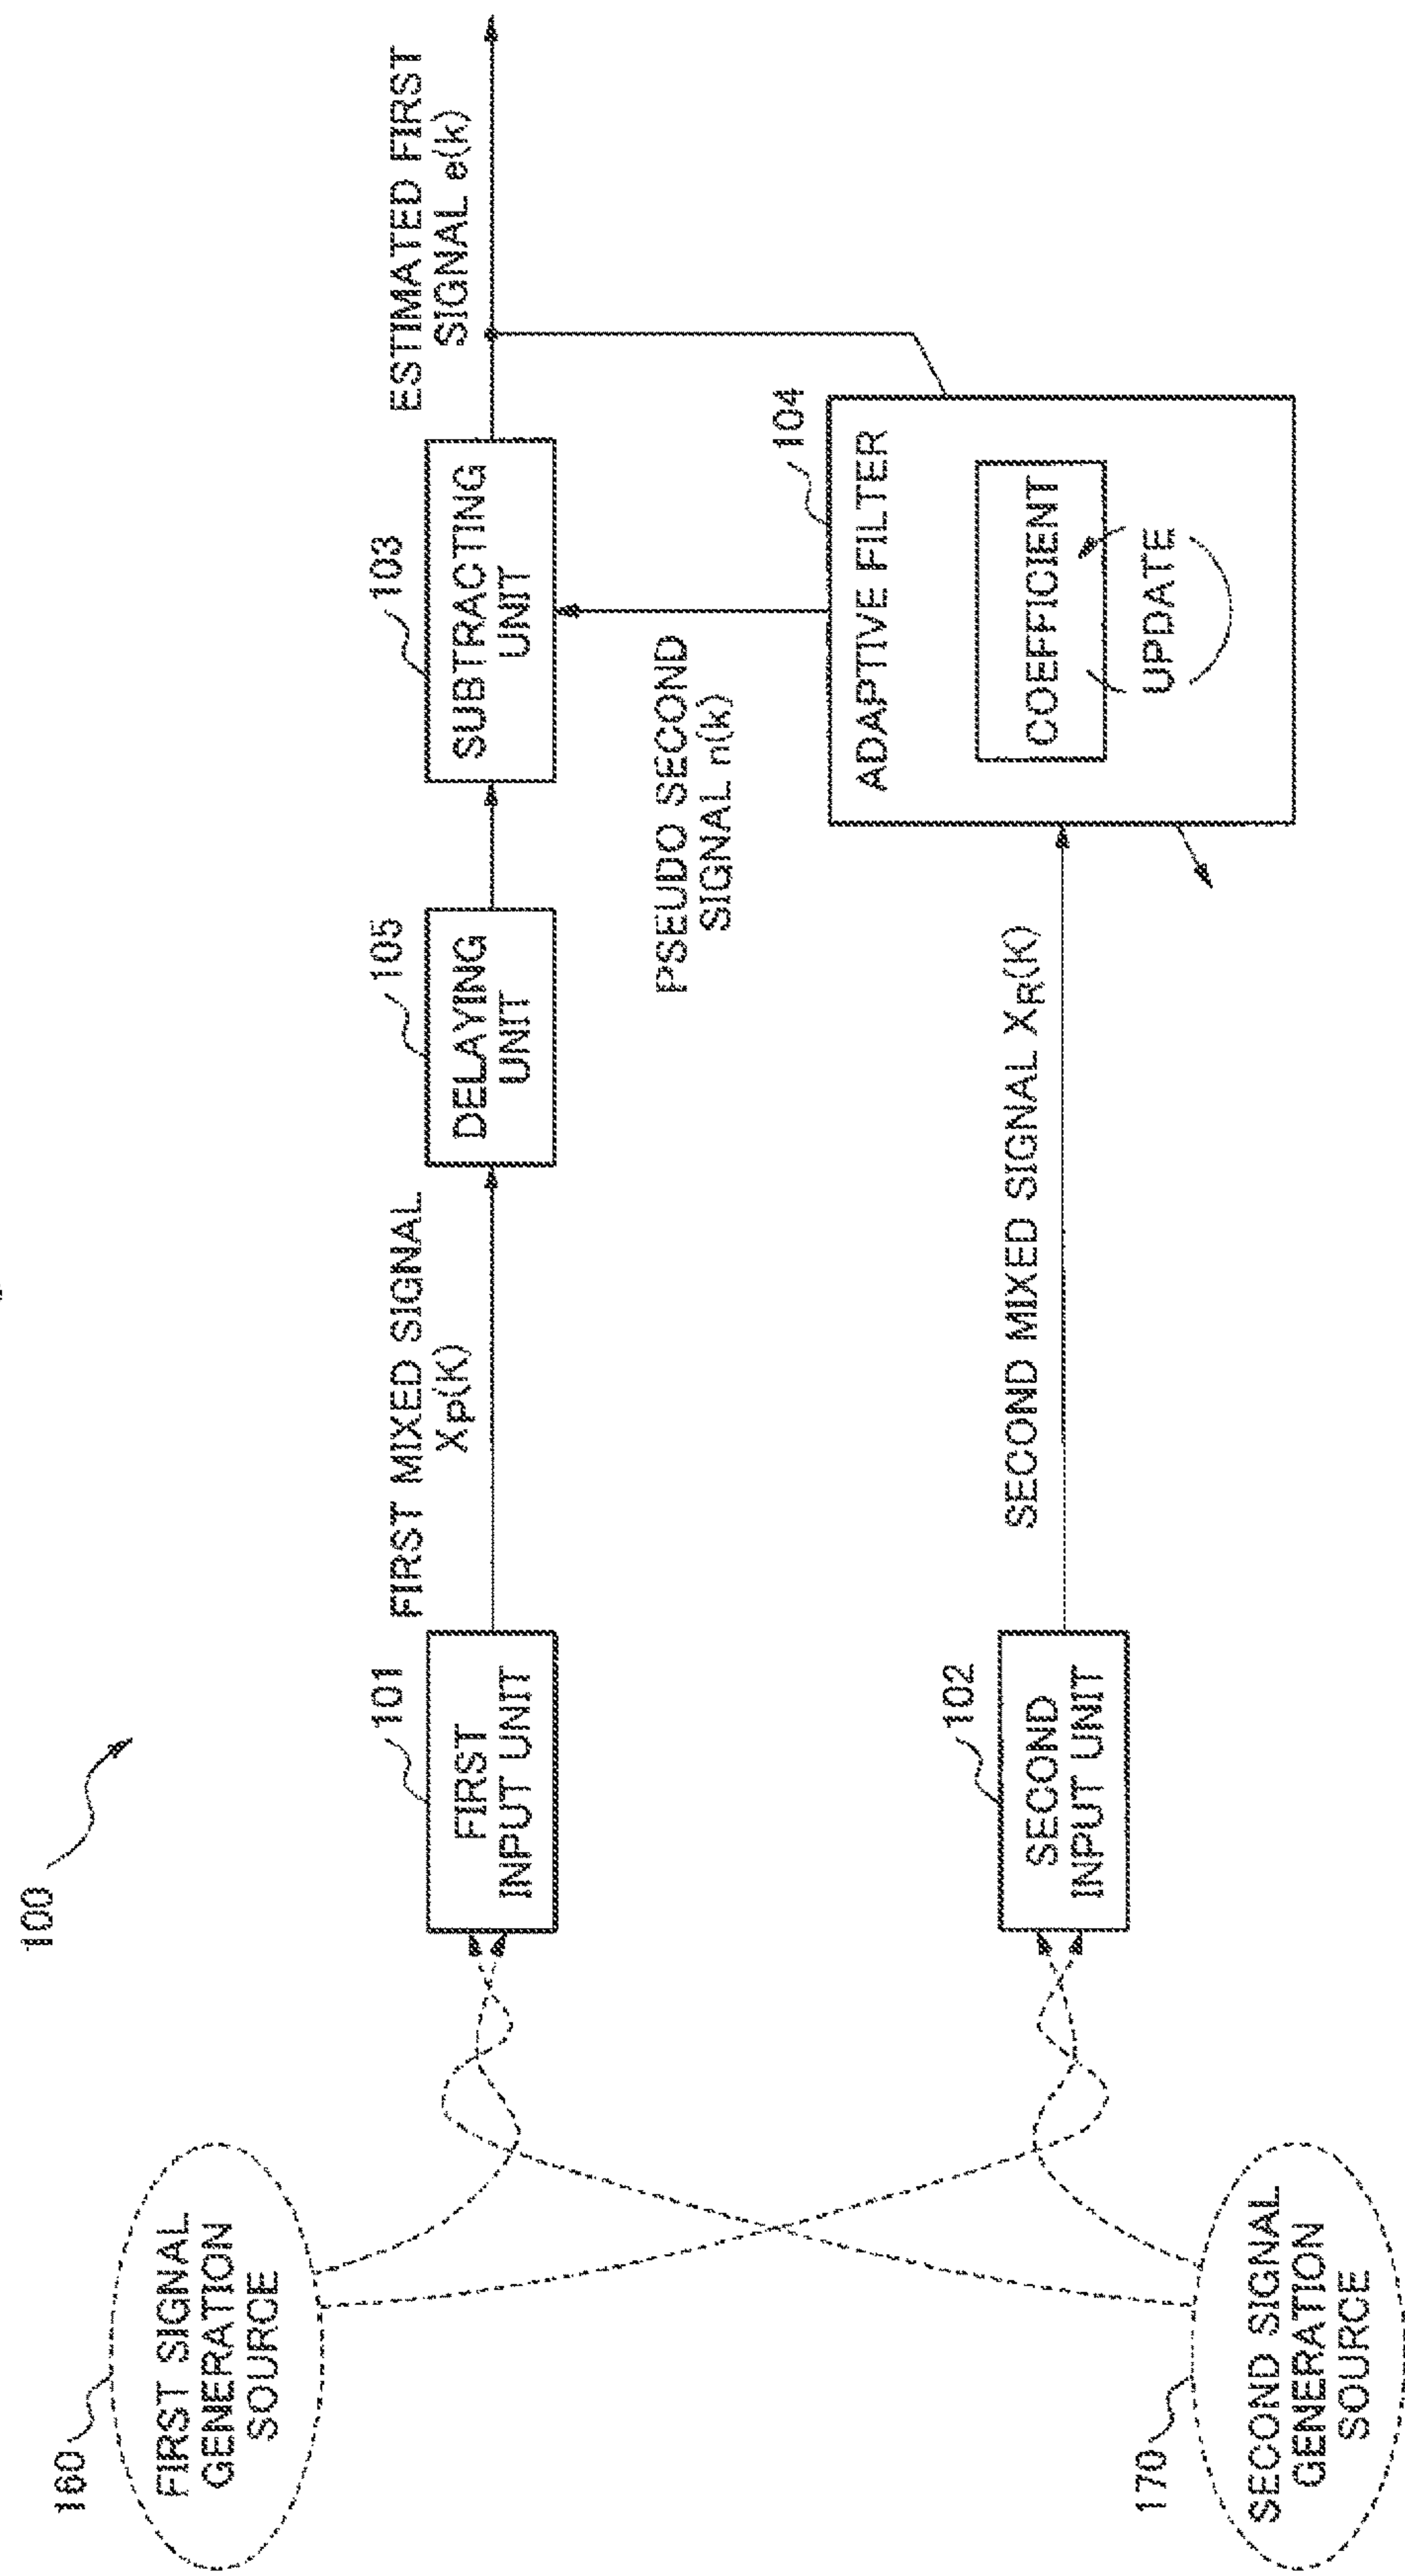 100
160
FIRST SIGNAL
GENERATION
SOURCE
170
SECOND SIGNAL
GENERATION
SOURCE
101
FIRST
INPUT UNIT
102
SECOND
INPUT UNIT
FIRST MIXED SIGNAL
XP(K)
SECOND MIXED SIGNAL XR(K)
105
DELAYING
UNIT
103
SUBTRACTING
UNIT
PSEUDO SECOND
SIGNAL n(k)
104
ADAPTIVE FILTER
COEFFICIENT
UPDATE
ESTIMATED FIRST
SIGNAL e(k)